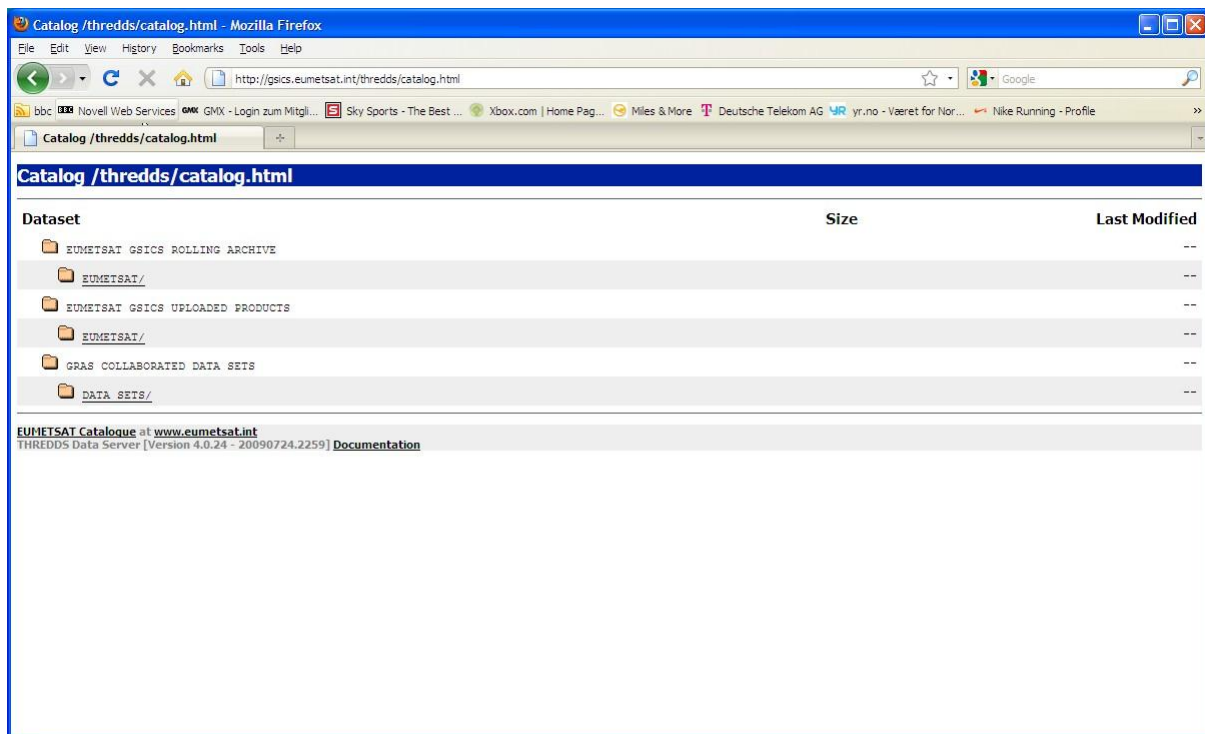 Catalog /thredds/catalog.html - Mozilla Firefox
File Edit View History Bookmarks Tools Help
http://gsics.eumetsat.int/thredds/catalog.html Google
bbc Novell Web Services GMX GMX - Login zum Mitgli... Sky Sports - The Best ... Xbox.com | Home Pag... Miles & More T Deutsche Telekom AG YR yr.no - Været for Nor... Nike Running - Profile »
Catalog /thredds/catalog.html
Catalog /thredds/catalog.html
Dataset Size Last Modified
EUMETSAT GSICS ROLLING ARCHIVE --
EUMETSAT/ --
EUMETSAT GSICS UPLOADED PRODUCTS --
EUMETSAT/ --
GRAS COLLABORATED DATA SETS --
DATA SETS/ --
EUMETSAT Catalogue at www.eumetsat.int
THREDDS Data Server [Version 4.0.24 - 20090724.2259] Documentation